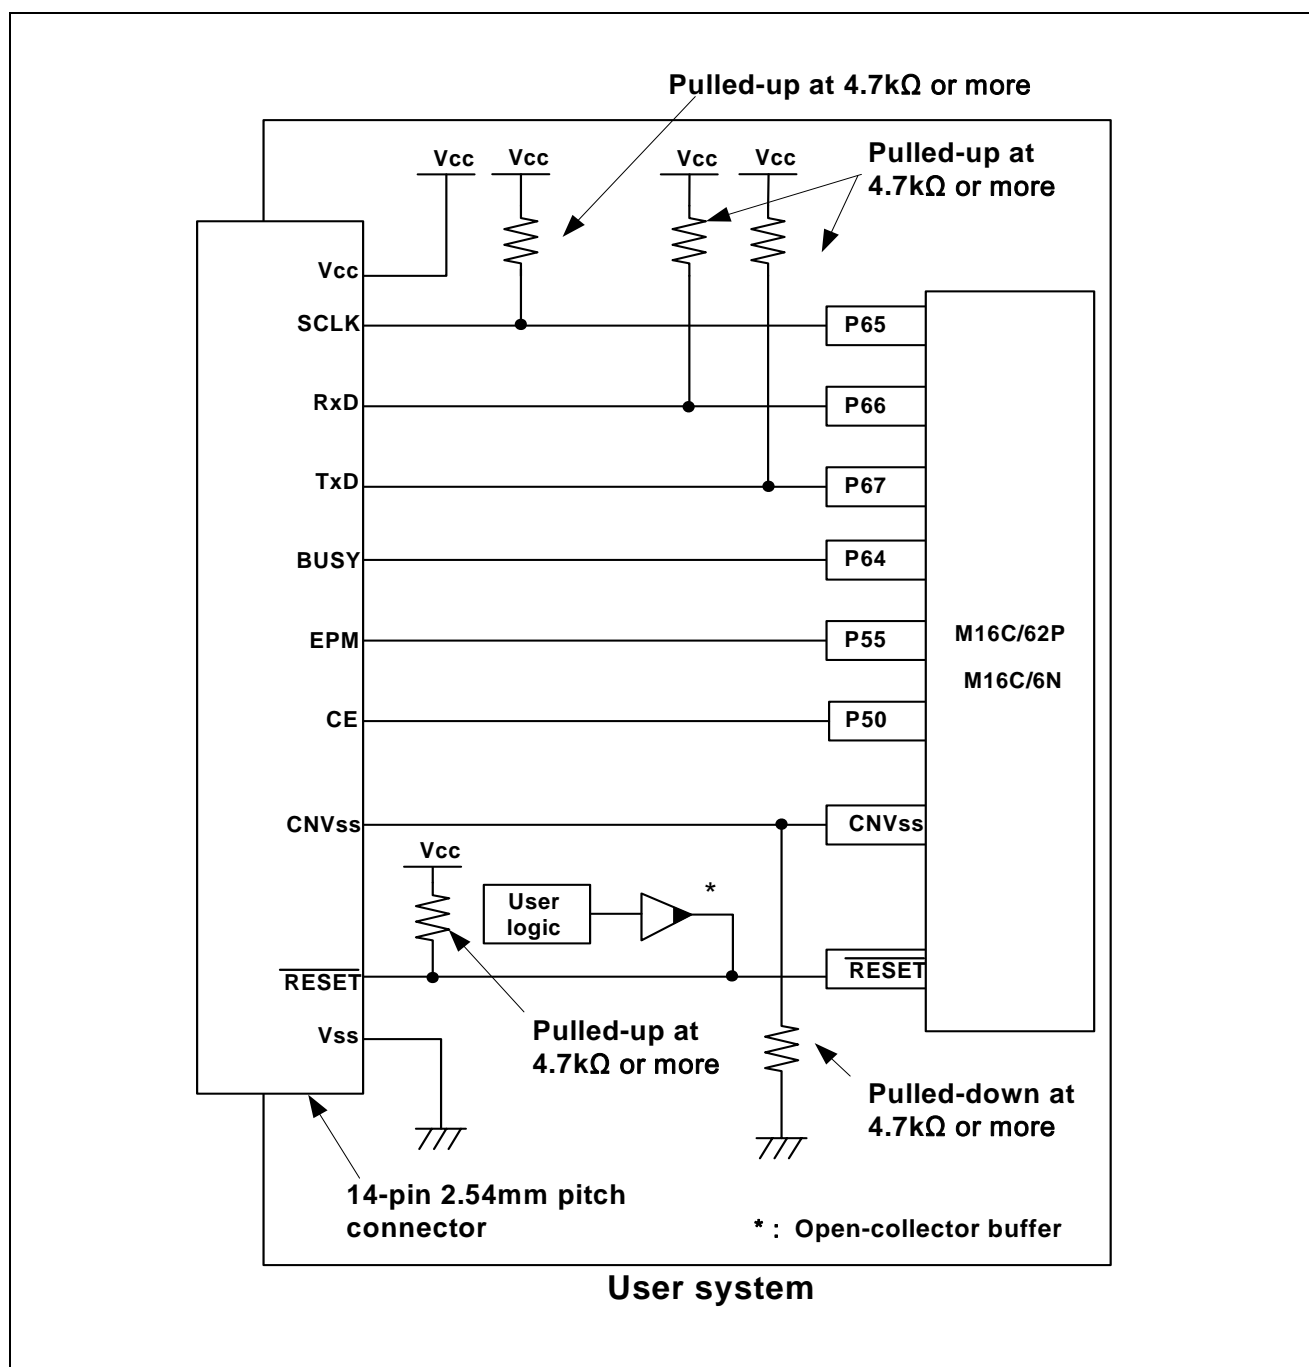 Pulled-up at 4.7kΩ or more
Vcc
Vcc
Vcc
Vcc
Pulled-up at
4.7kΩ or more
Vcc
SCLK
P65
RxD
P66
TxD
P67
BUSY
P64
EPM
P55
M16C/62P
M16C/6N
CE
P50
CNVss
CNVss
Vcc
User
logic
*
RESET
RESET
Vss
Pulled-up at
4.7kΩ or more
Pulled-down at
4.7kΩ or more
14-pin 2.54mm pitch
connector
* : Open-collector buffer
User system